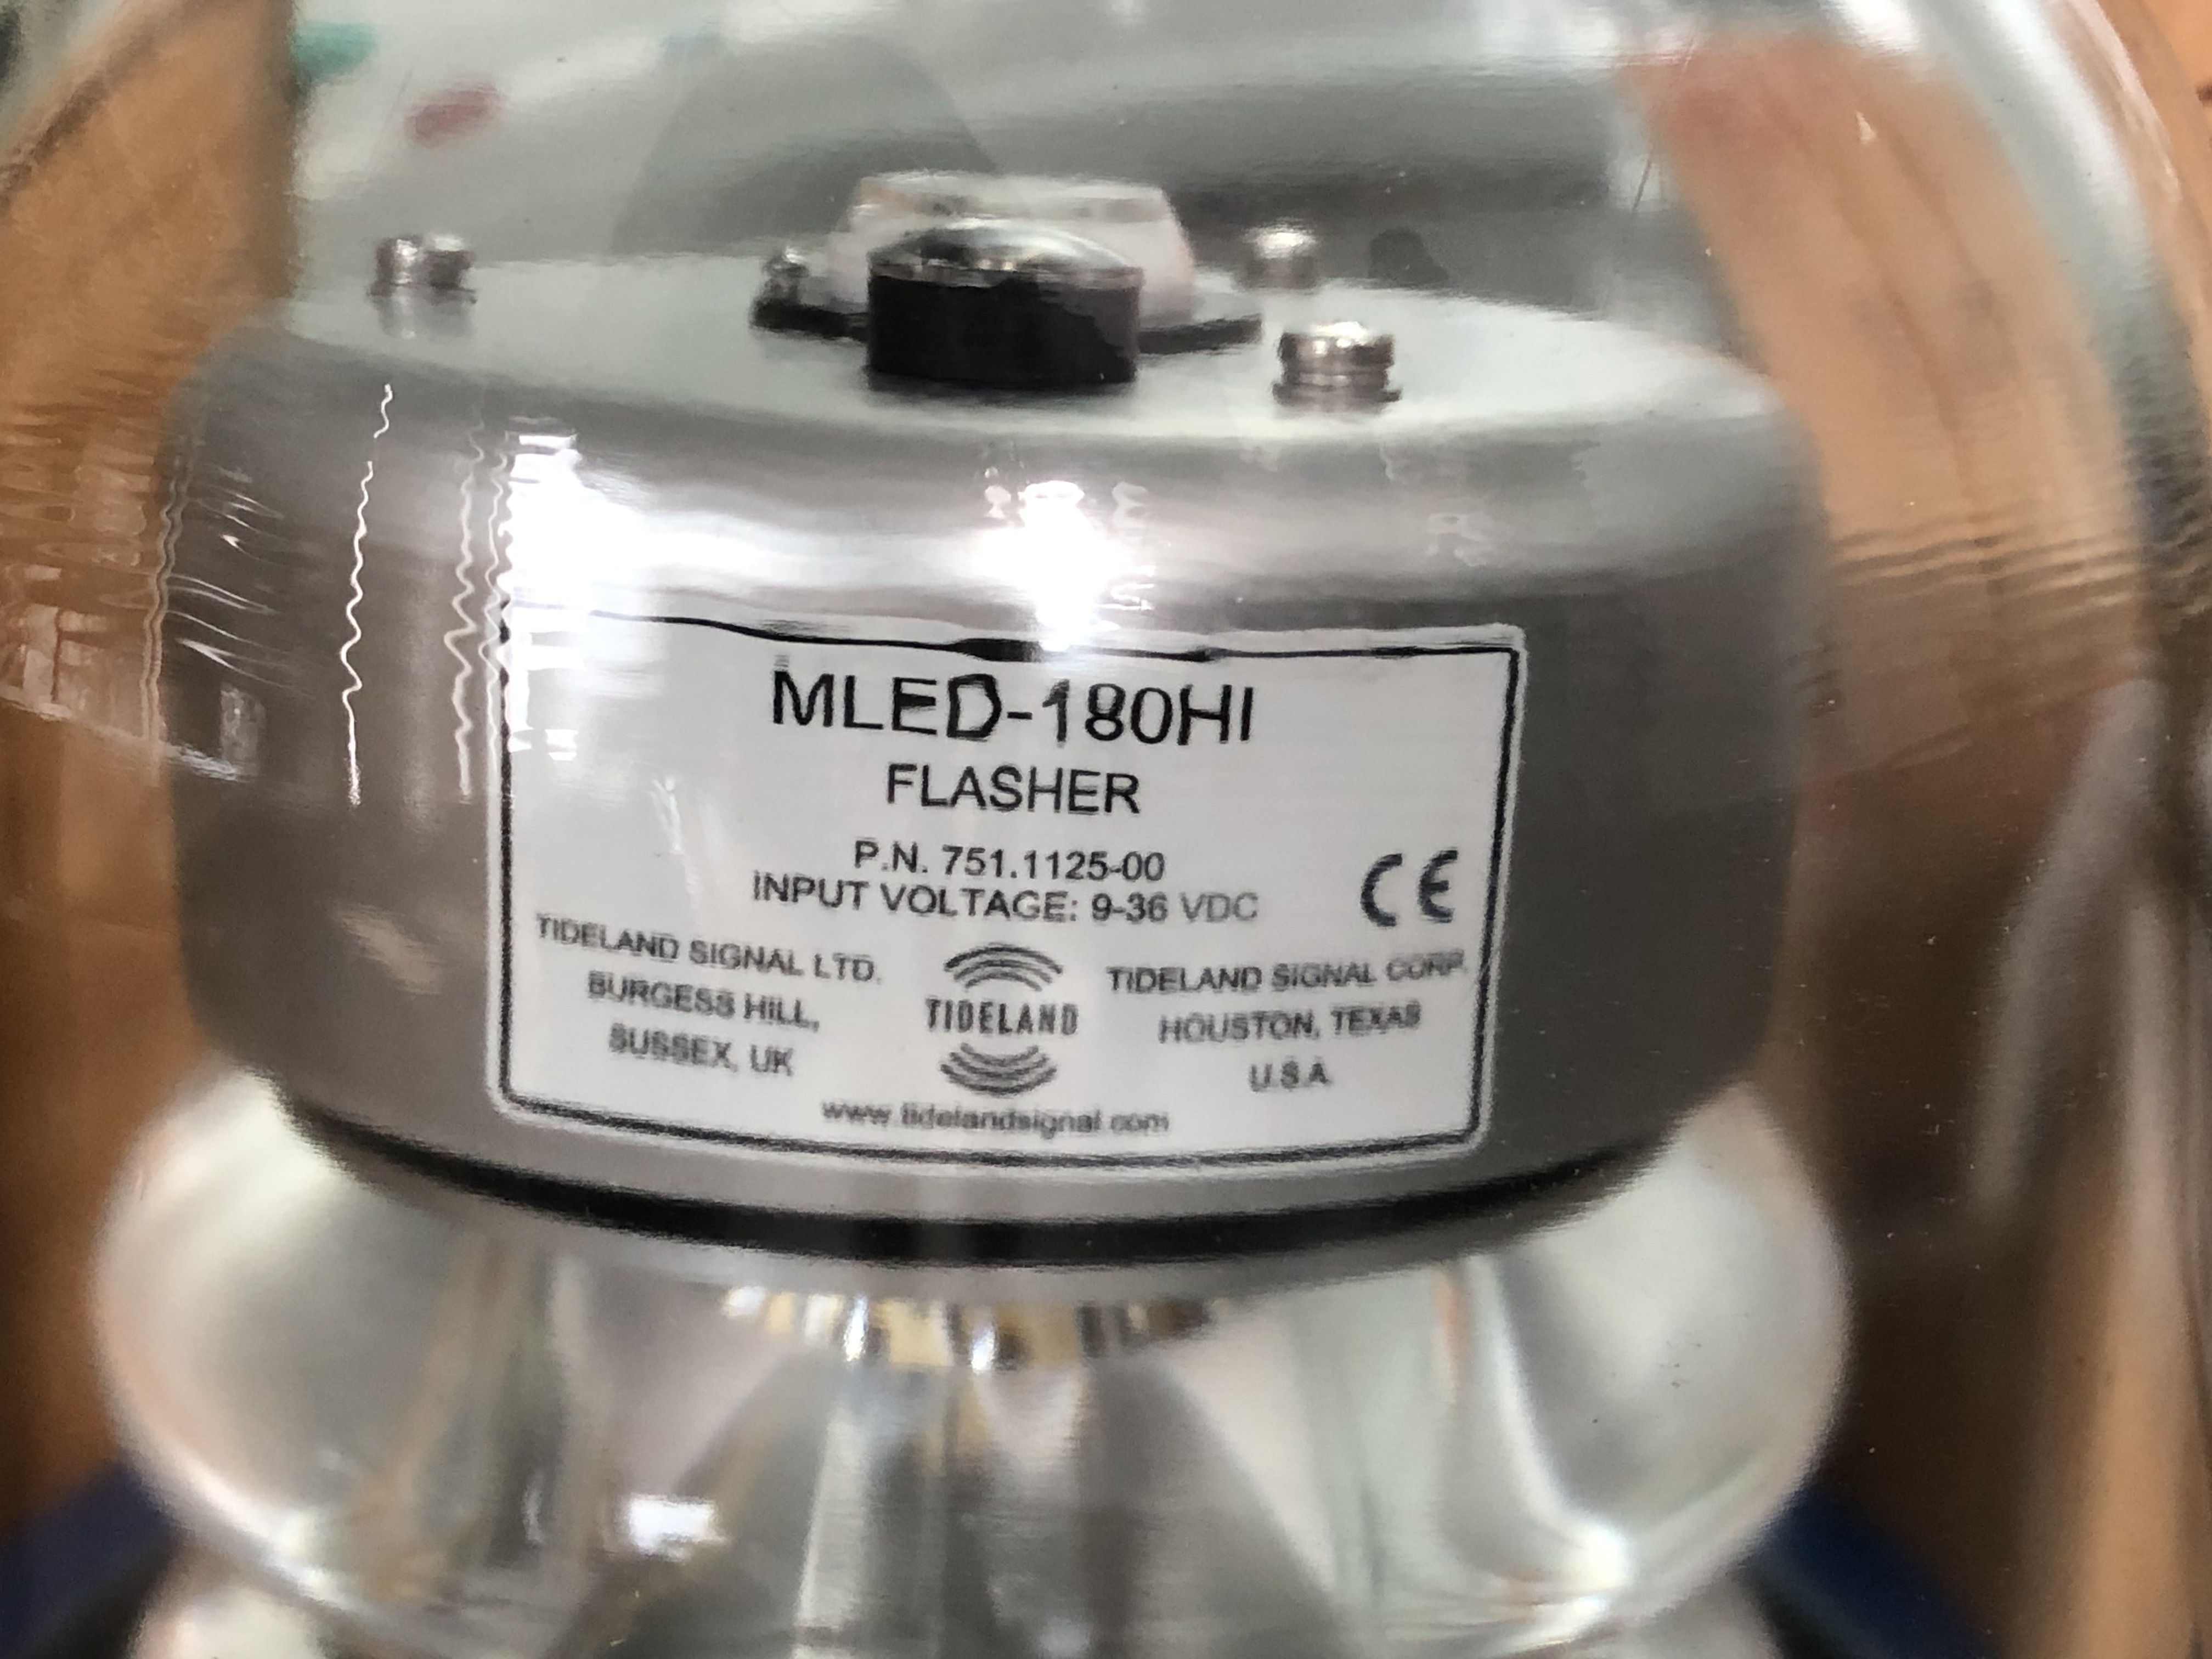 MLED-180HI
FLASHER
P.N. 751.1125-00
INPUT VOLTAGE: 9-36 VDC
CE
TIDELAND SIGNAL LTD.
BURGESS HILL,
SUSSEX, UK
TIDELAND
TIDELAND SIGNAL CORP.
HOUSTON, TEXAS
U.S.A.
www.tidelandsignal.com